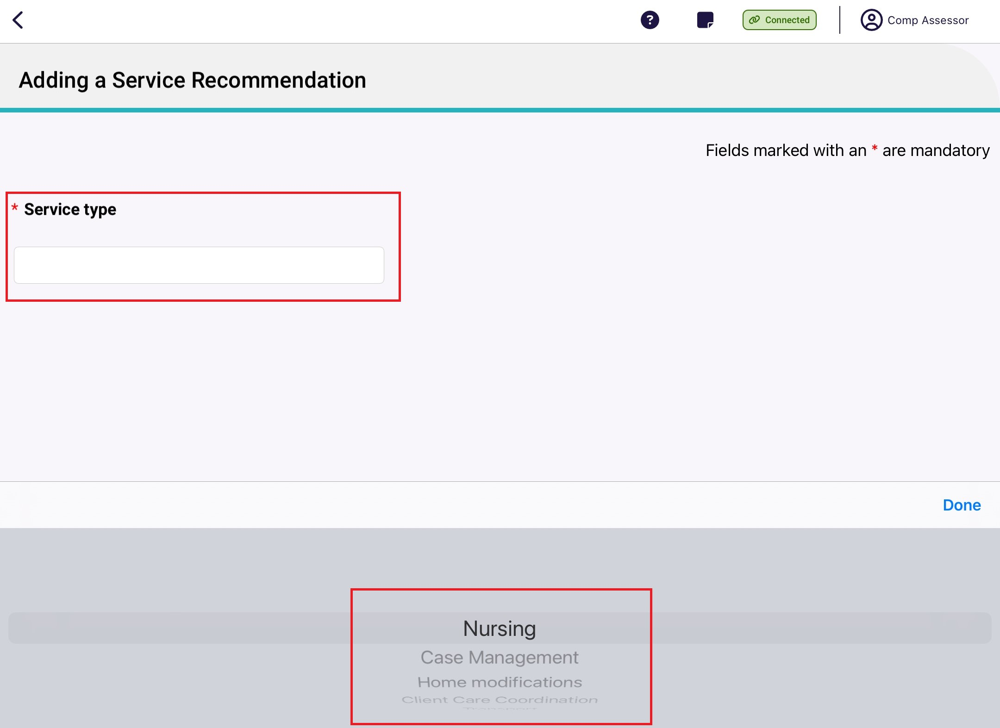 ? Connected Comp Assessor
Adding a Service Recommendation
Fields marked with an * are mandatory
* Service type
Done
Nursing
Case Management
Home modifications
Client Care Coordination
Transport